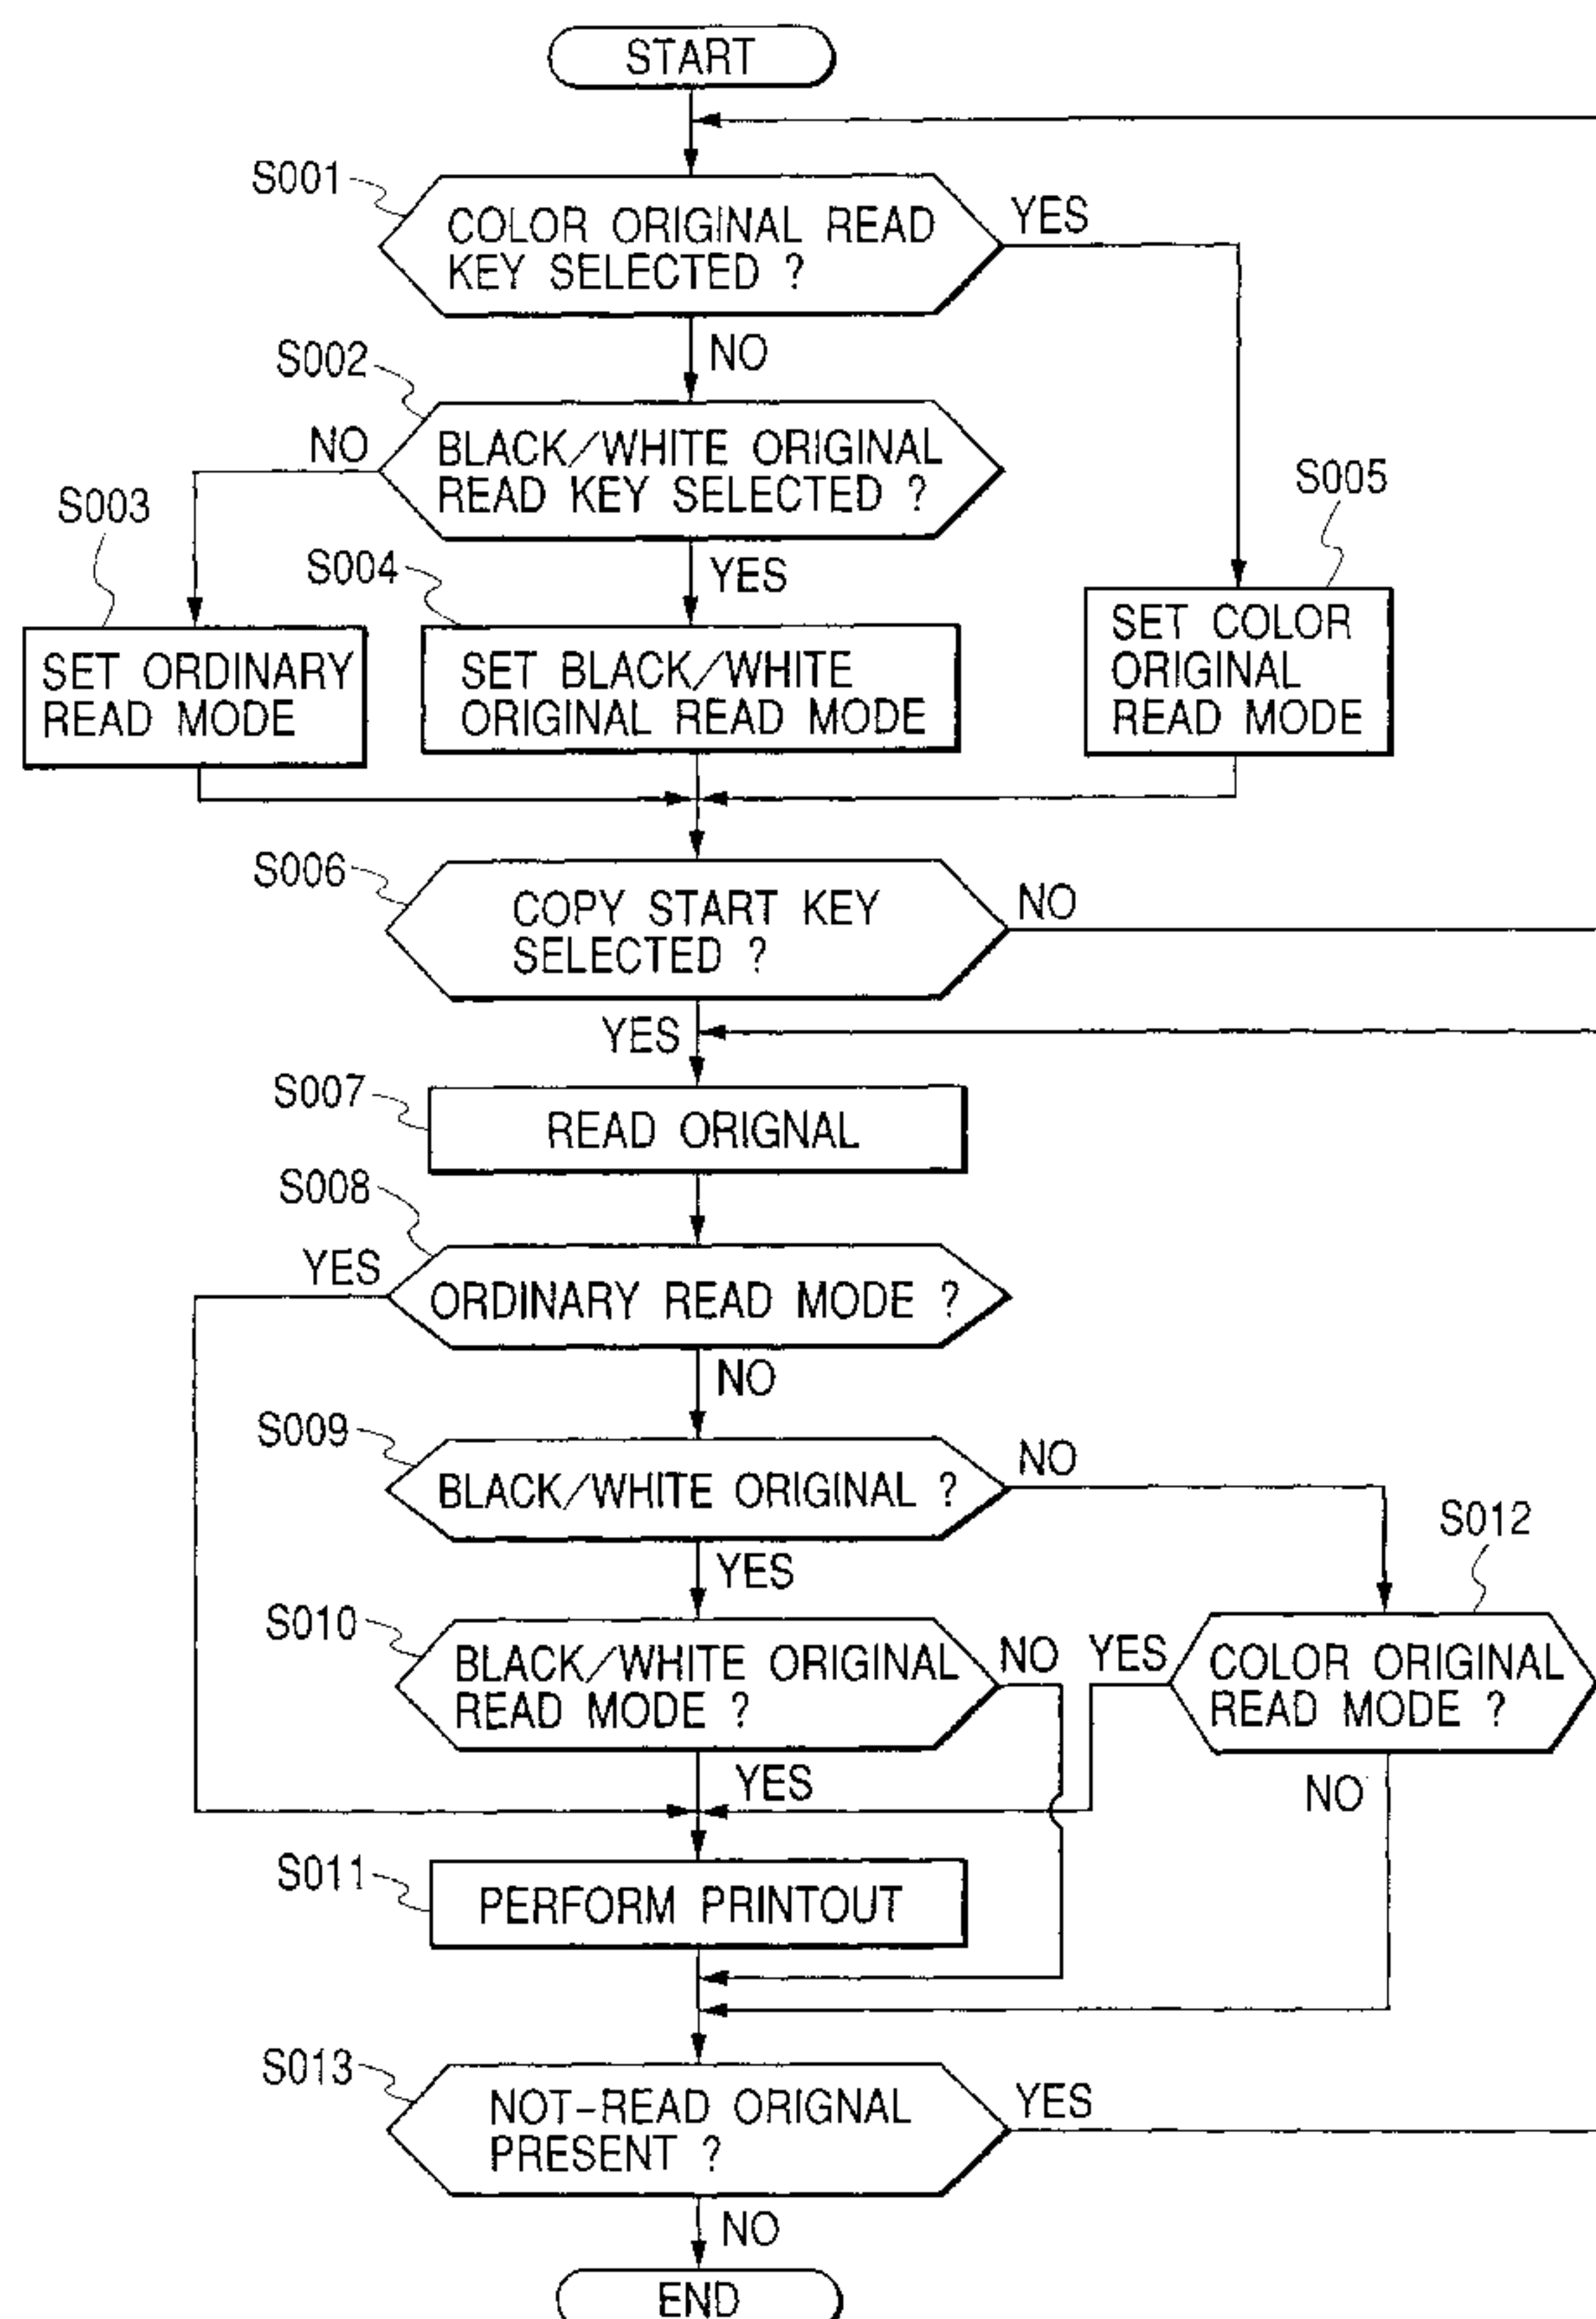 START
S001
COLOR ORIGINAL READ
KEY SELECTED ?
YES
NO
S002
BLACK/WHITE ORIGINAL
READ KEY SELECTED ?
NO
YES
S003
SET ORDINARY
READ MODE
S004
SET BLACK/WHITE
ORIGINAL READ MODE
S005
SET COLOR
ORIGINAL
READ MODE
S006
COPY START KEY
SELECTED ?
NO
YES
S007
READ ORIGNAL
S008
YES
ORDINARY READ MODE ?
NO
S009
BLACK/WHITE ORIGINAL ?
NO
YES
S010
BLACK/WHITE ORIGINAL
READ MODE ?
NO
YES
S012
YES
COLOR ORIGINAL
READ MODE ?
NO
S011
PERFORM PRINTOUT
S013
NOT-READ ORIGNAL
PRESENT ?
YES
NO
END